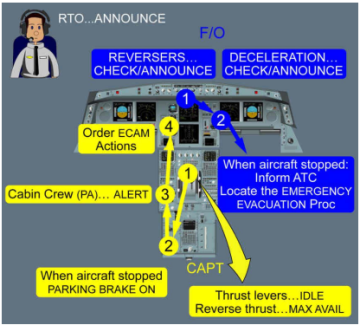 RTO...ANNOUNCE
F/O
REVERSERS...
CHECK/ANNOUNCE
DECELERATION...
CHECK/ANNOUNCE
1
2
4
Order ECAM
Actions
When aircraft stopped:
Inform ATC
Locate the EMERGENCY
EVACUATION Proc
1
Cabin Crew (PA)... ALERT
3
2
CAPT
When aircraft stopped
PARKING BRAKE ON
Thrust levers...IDLE
Reverse thrust...MAX AVAIL